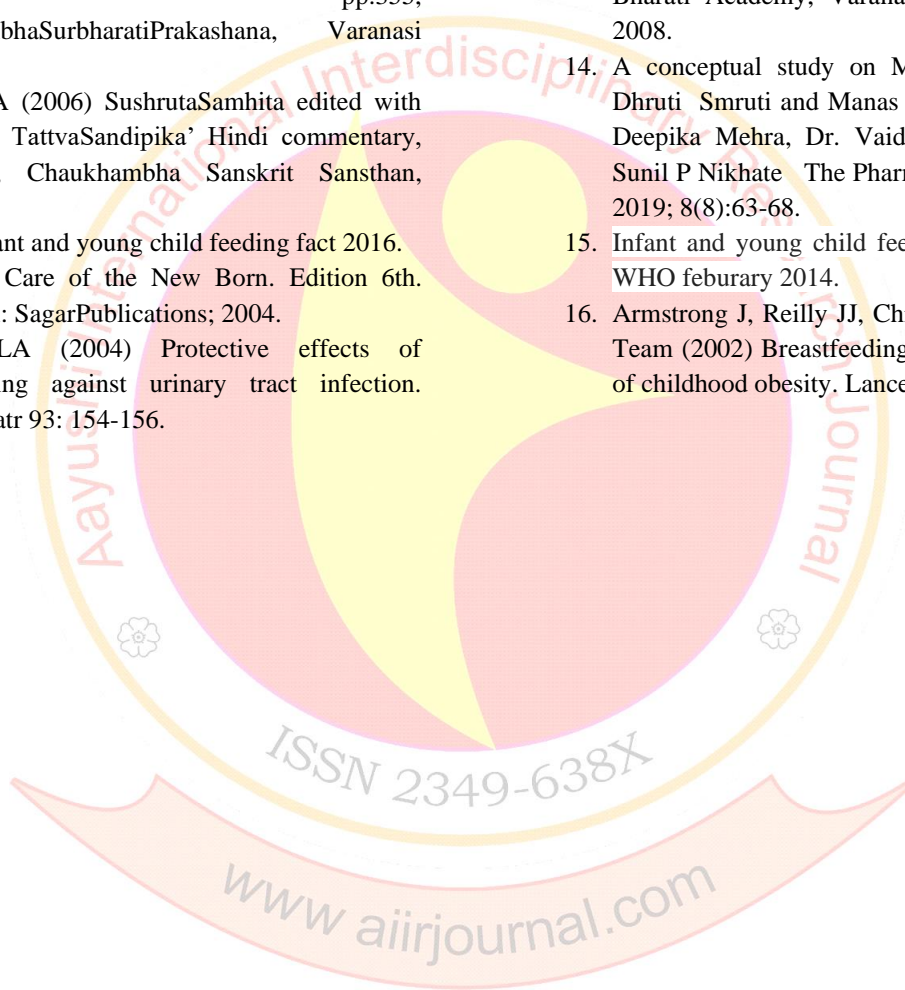 pp.353,
bhaSurbharatiPrakashana, Varanasi
A (2006) SushrutaSamhita edited with
TattvaSandipika’ Hindi commentary,
Chaukhambha Sanskrit Sansthan,
ant and young child feeding fact 2016.
Care of the New Born. Edition 6th.
: SagarPublications; 2004.
LA (2004) Protective effects of
ng against urinary tract infection.
atr 93: 154-156.
Bharati Academy, Varana
2008.
14. A conceptual study on M
Dhruti Smruti and Manas
Deepika Mehra, Dr. Vaid
Sunil P Nikhate The Pharm
2019; 8(8):63-68.
15. Infant and young child fee
WHO feburary 2014.
16. Armstrong J, Reilly JJ, Chi
Team (2002) Breastfeeding
of childhood obesity. Lance
Aayushi International Interdisciplinary Research Journal
ISSN 2349-638X
www aiirjournal.com